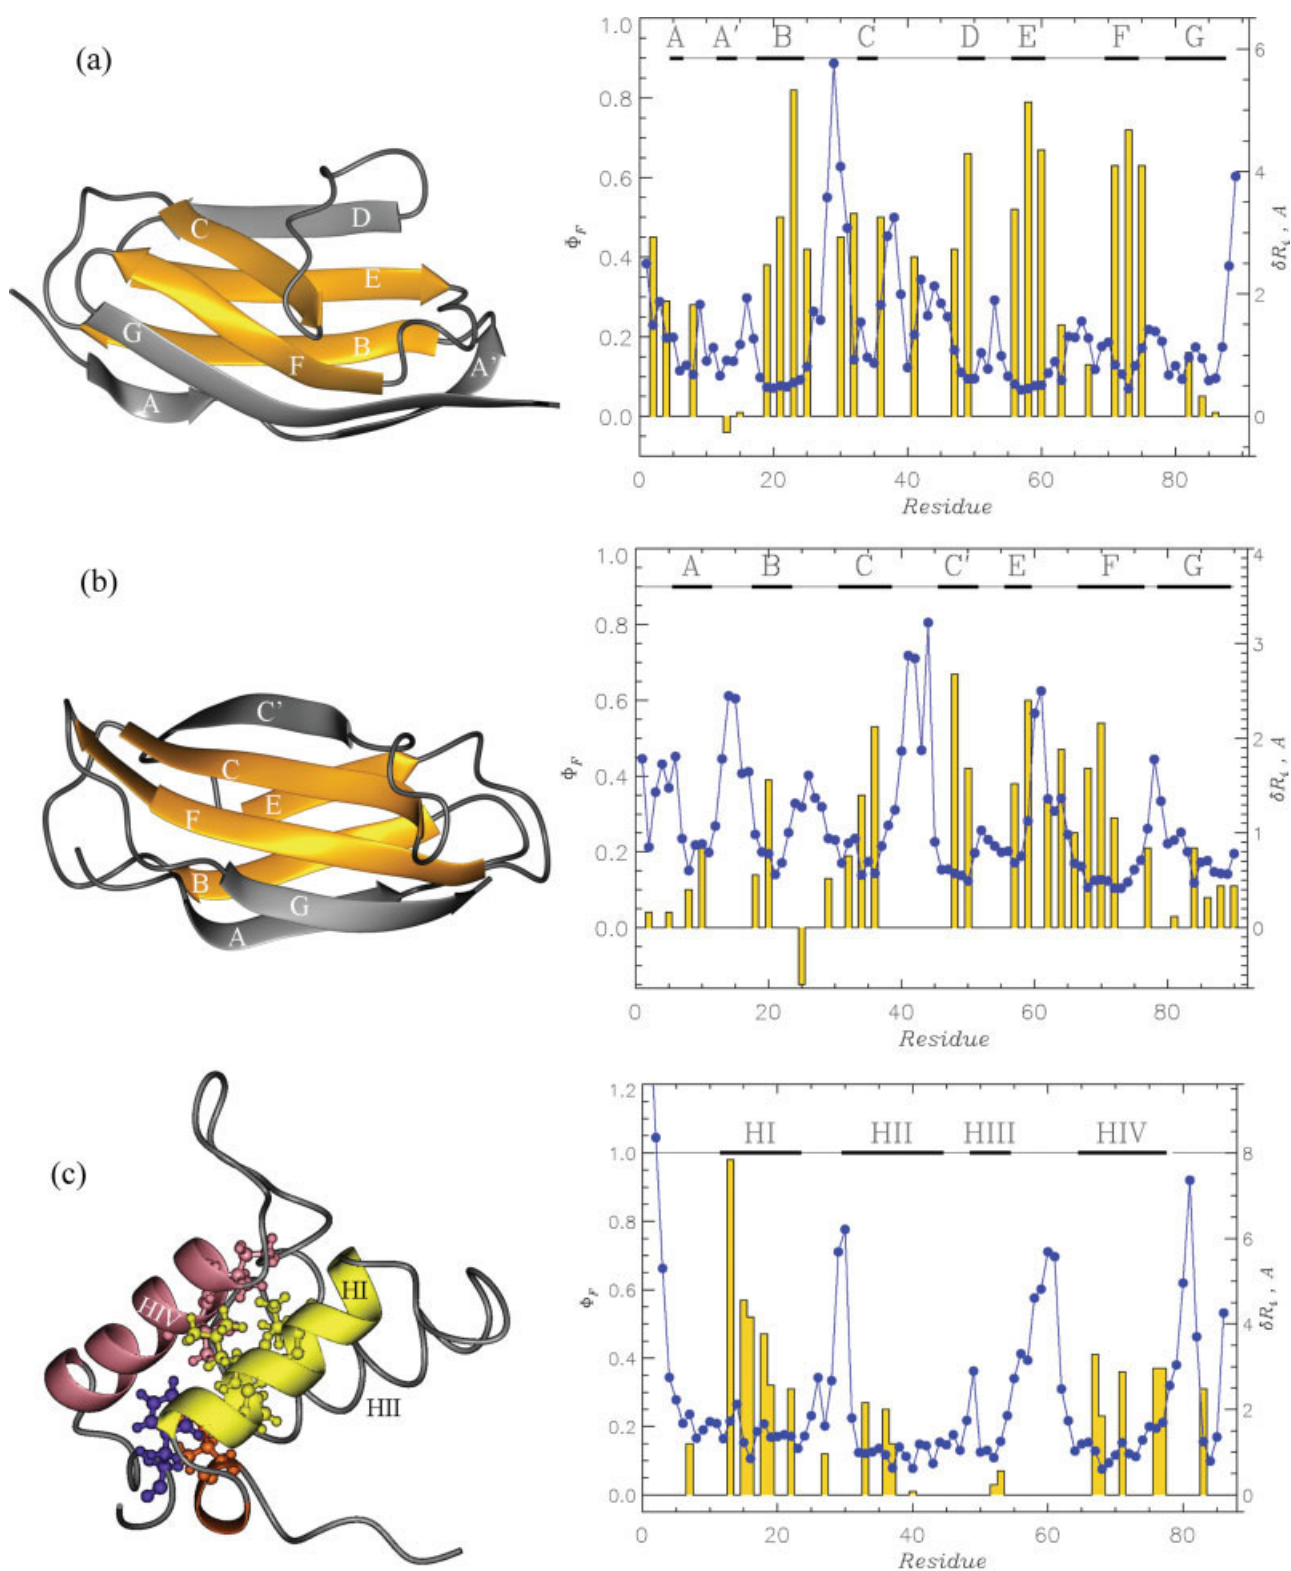 (a)
C
D
E
G
B
F
A'
A
A A' B C D E F G
1.0
0.8
0.6
0.4
0.2
0.0
Φ_F
6
4
2
0
δR_i , A
0 20 40 60 80
Residue
(b)
C'
C
E
F
B
G
A
A B C C' E F G
1.0
0.8
0.6
0.4
0.2
0.0
Φ_F
4
3
2
1
0
δR_i , A
0 20 40 60 80
Residue
(c)
HI
HIV
HII
HI HII HIII HIV
1.2
1.0
0.8
0.6
0.4
0.2
0.0
Φ_F
8
6
4
2
0
δR_i , A
0 20 40 60 80
Residue